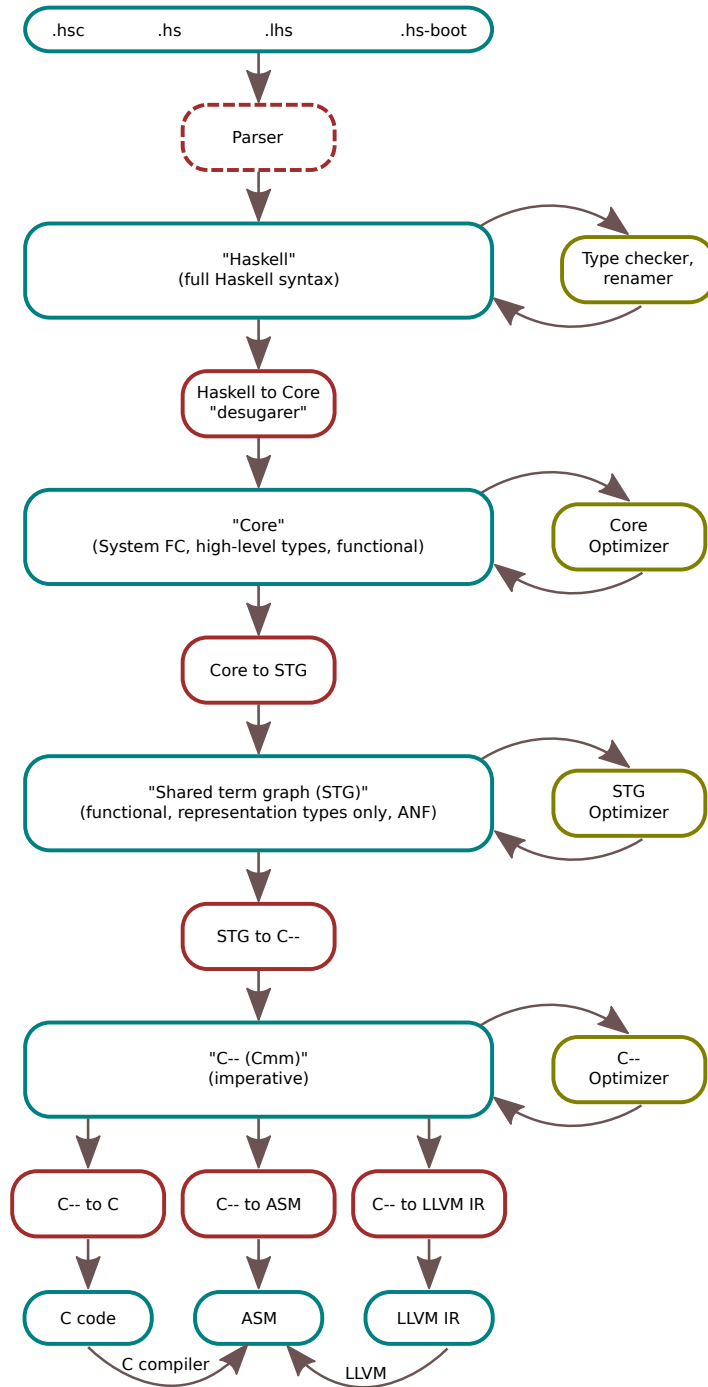 .hsc .hs .lhs .hs-boot
Parser
"Haskell"
(full Haskell syntax)
Type checker,
renamer
Haskell to Core
"desugarer"
"Core"
(System FC, high-level types, functional)
Core
Optimizer
Core to STG
"Shared term graph (STG)"
(functional, representation types only, ANF)
STG
Optimizer
STG to C--
"C-- (Cmm)"
(imperative)
C--
Optimizer
C-- to C
C-- to ASM
C-- to LLVM IR
C code
ASM
LLVM IR
C compiler
LLVM